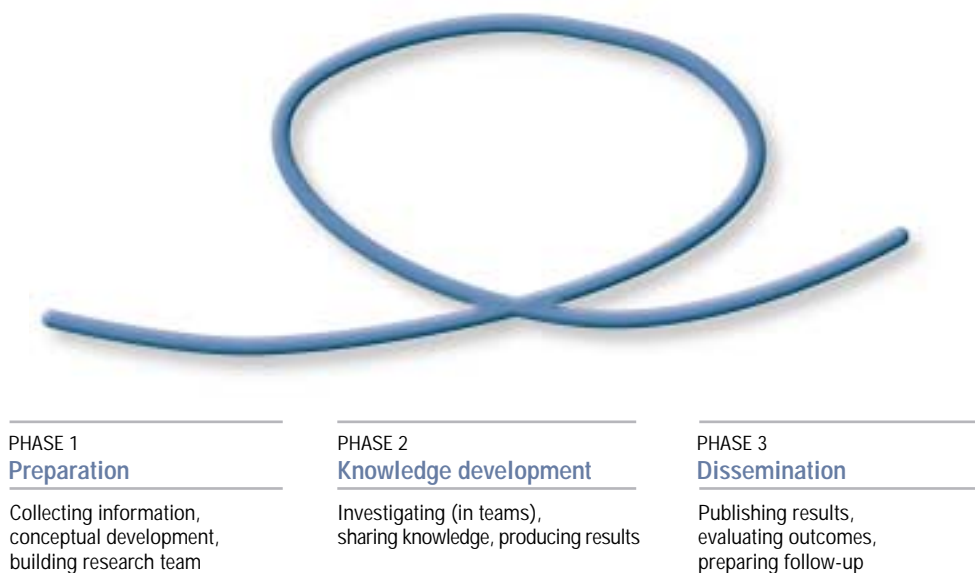 PHASE 1
Preparation
Collecting information,
conceptual development,
building research team
PHASE 2
Knowledge development
Investigating (in teams),
sharing knowledge, producing results
PHASE 3
Dissemination
Publishing results,
evaluating outcomes,
preparing follow-up